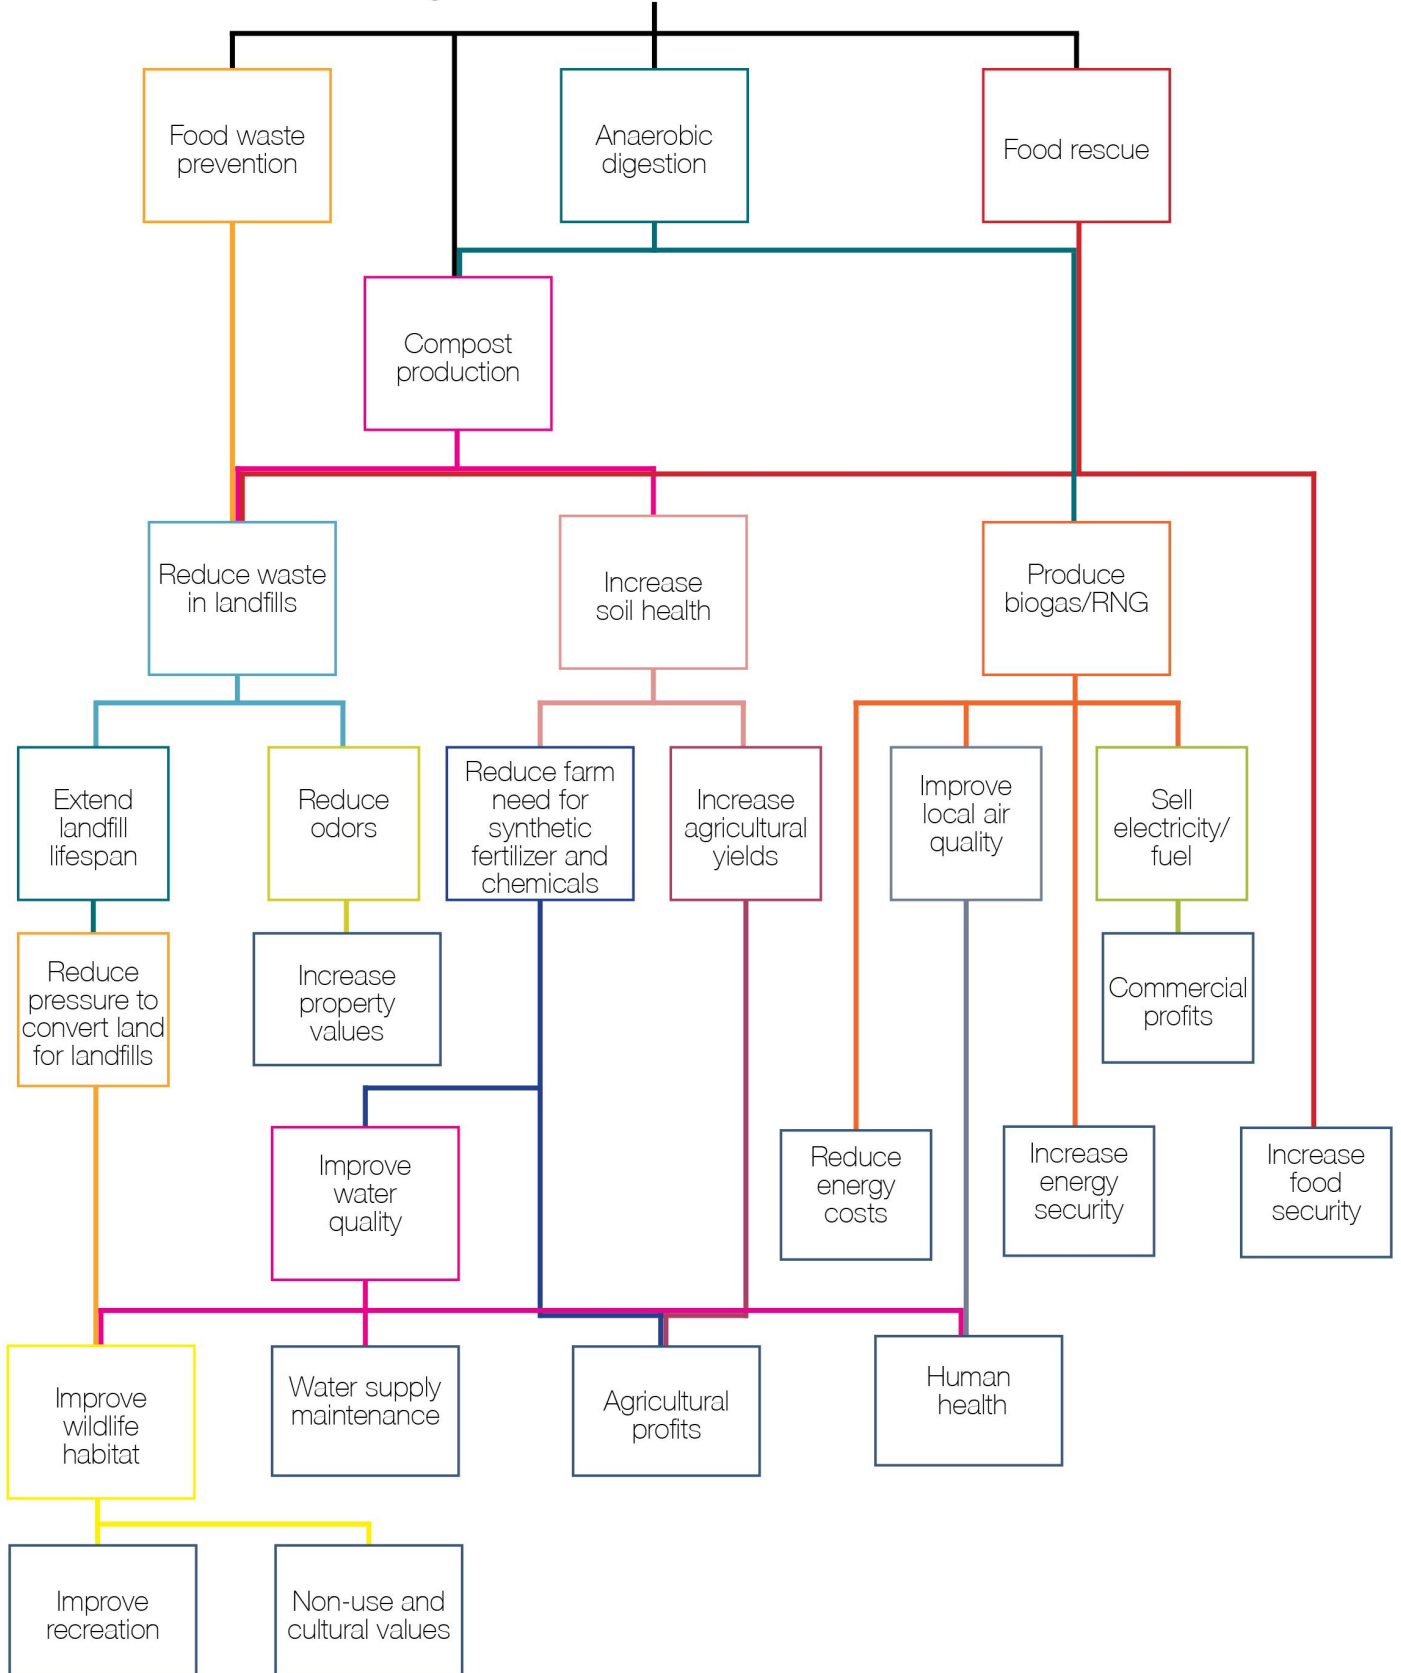 Food waste
prevention
Anaerobic
digestion
Food rescue
Compost
production
Reduce waste
in landfills
Increase
soil health
Produce
biogas/RNG
Extend
landfill
lifespan
Reduce
odors
Reduce farm
need for
synthetic
fertilizer and
chemicals
Increase
agricultural
yields
Improve
local air
quality
Sell
electricity/
fuel
Reduce
pressure to
convert land
for landfills
Increase
property
values
Commercial
profits
Improve
water
quality
Reduce
energy
costs
Increase
energy
security
Increase
food
security
Improve
wildlife
habitat
Water supply
maintenance
Agricultural
profits
Human
health
Improve
recreation
Non-use and
cultural values